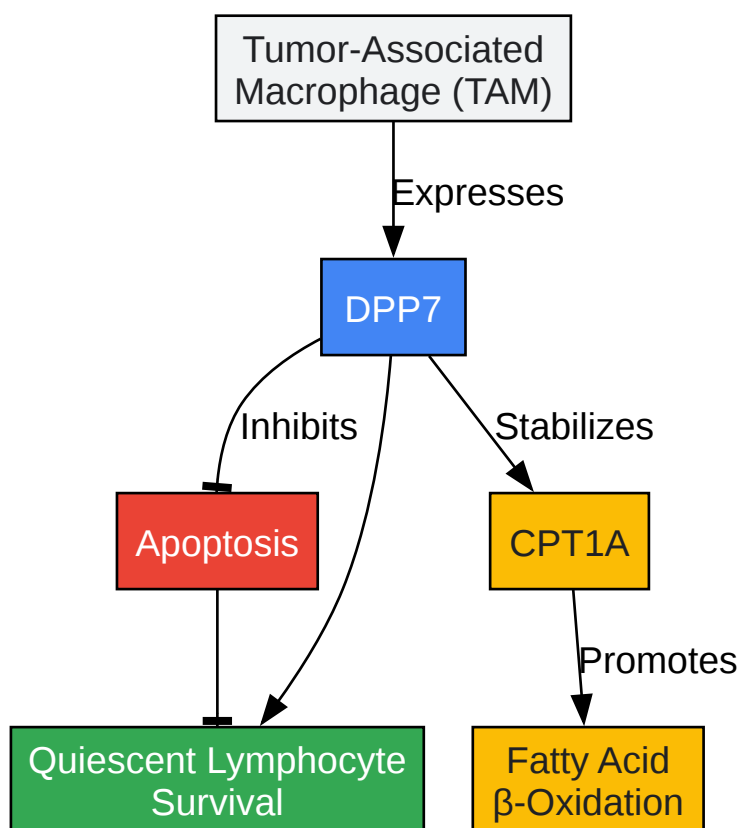 Tumor-Associated
Macrophage (TAM)
Expresses
DPP7
Inhibits
Stabilizes
Apoptosis
CPT1A
Promotes
Quiescent Lymphocyte
Survival
Fatty Acid
β-Oxidation